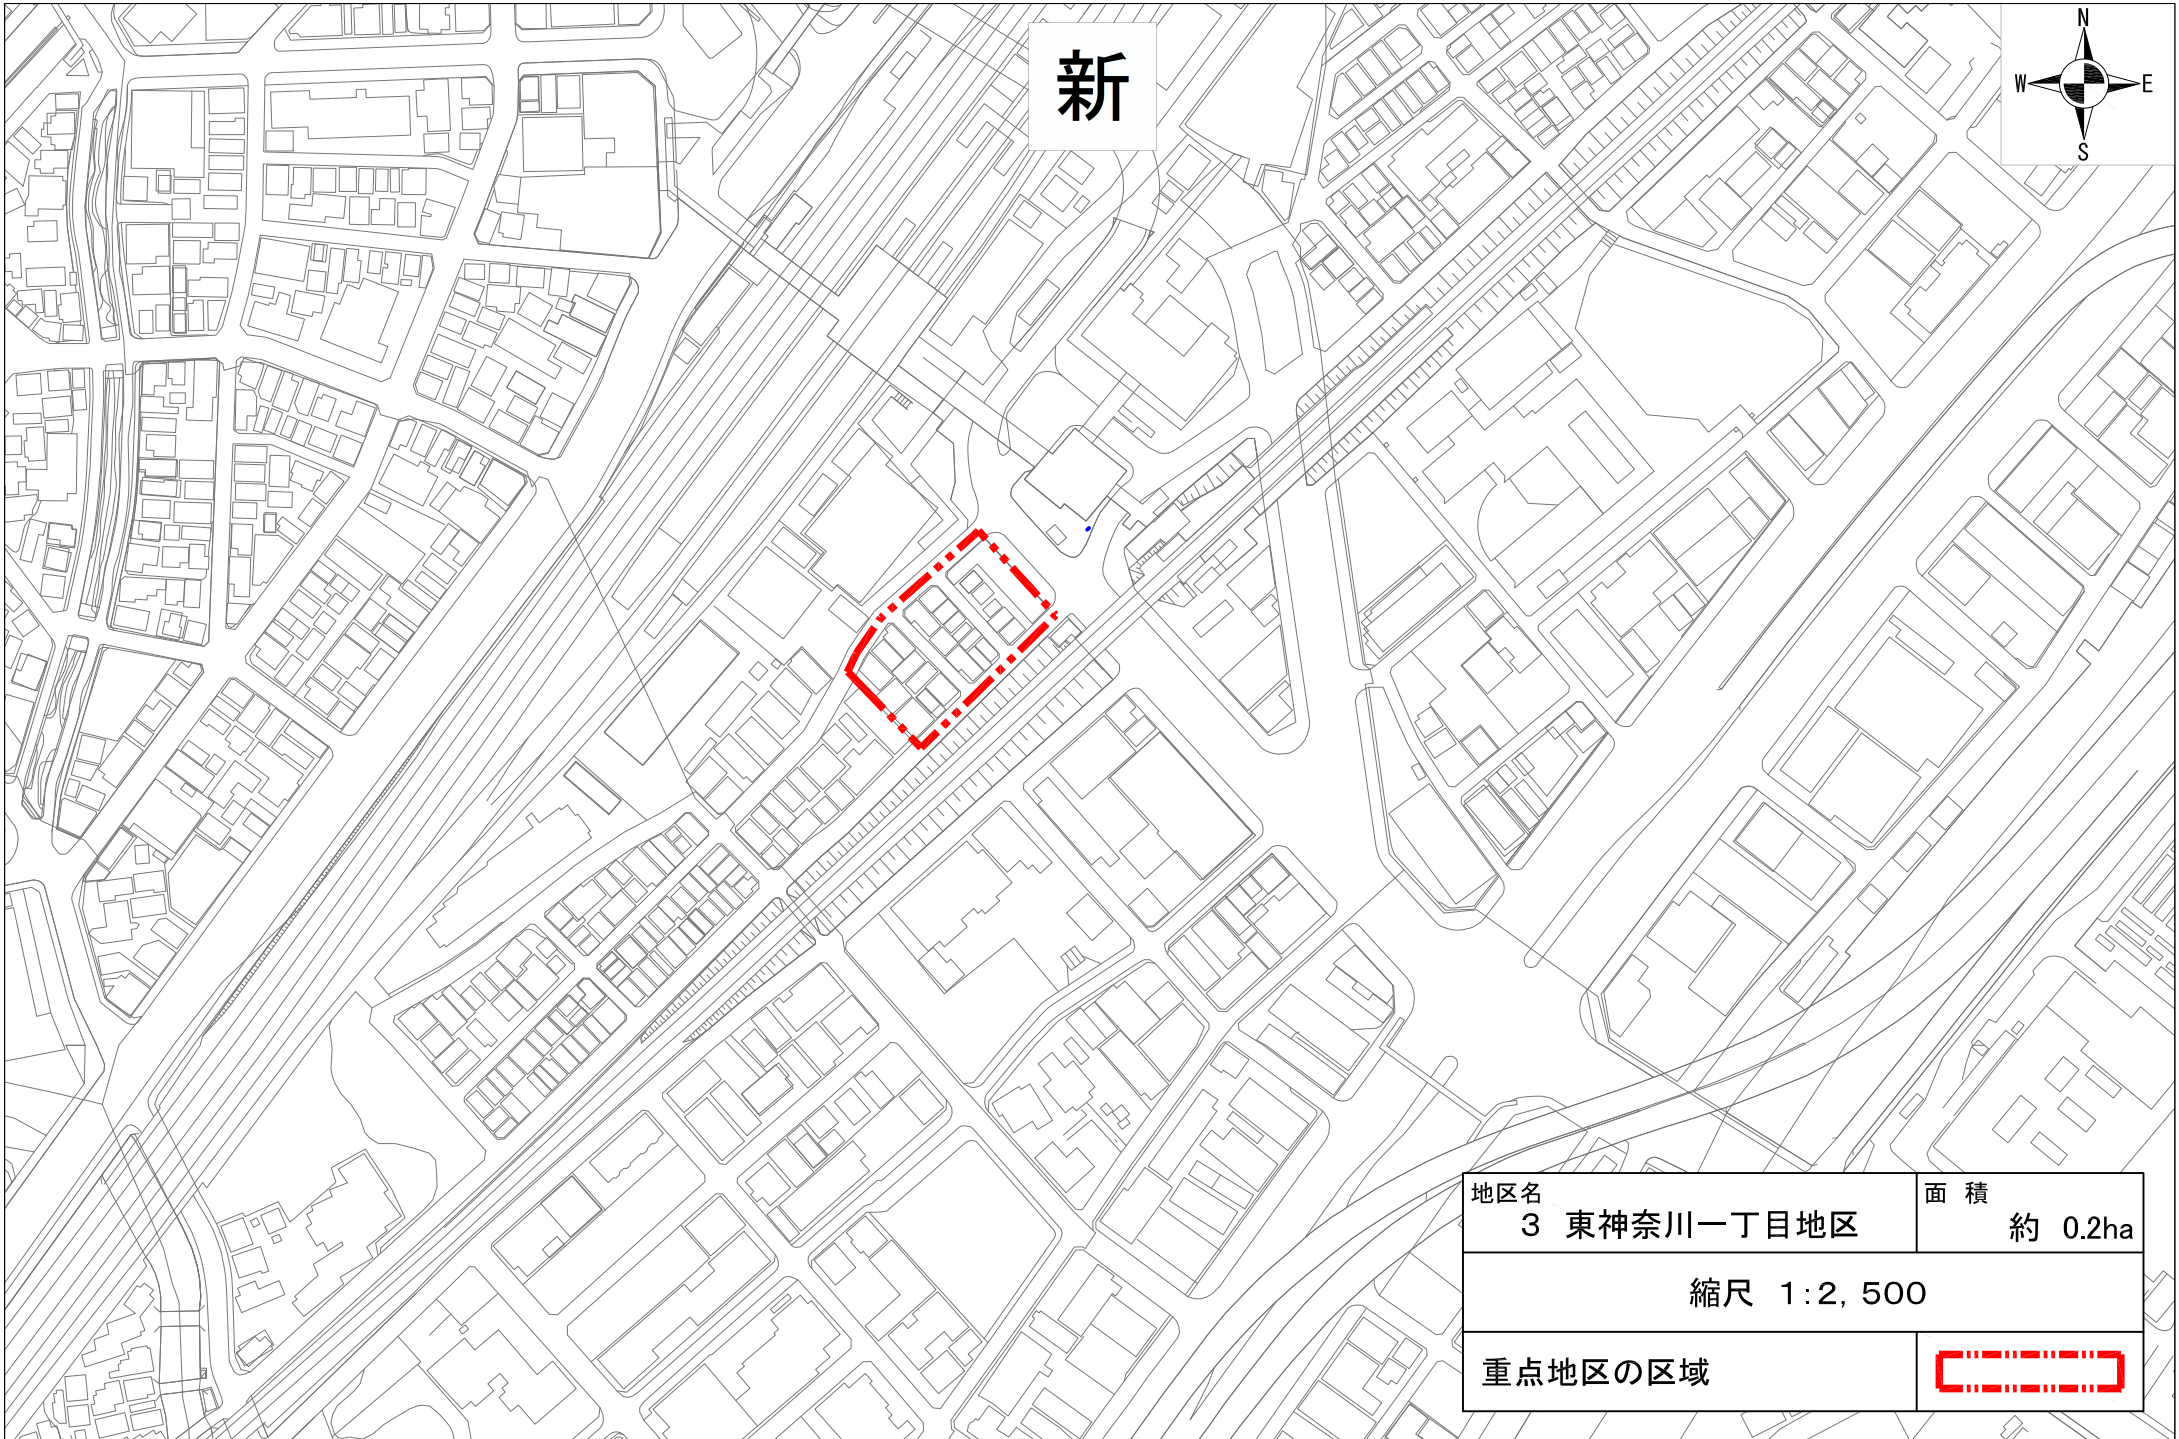 新
N
W E
S
地区名
３ 東神奈川一丁目地区
面 積
約 0.2ha
縮尺 １：２，５００
重点地区の区域